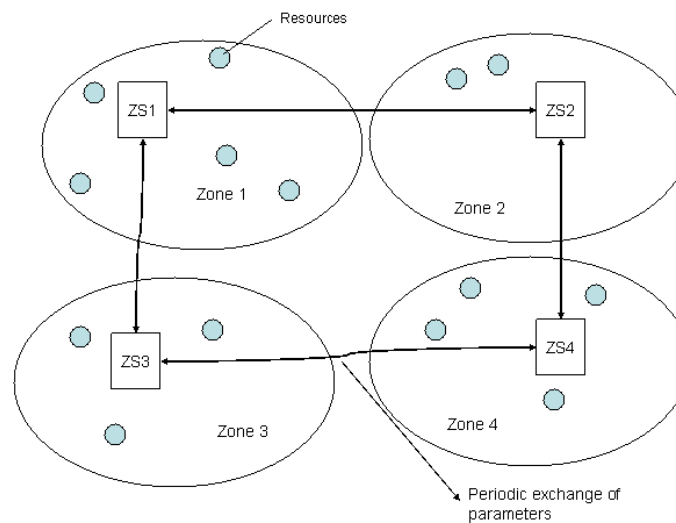 Resources
ZS1
ZS2
Zone 1
Zone 2
ZS3
ZS4
Zone 3
Zone 4
Periodic exchange of
parameters